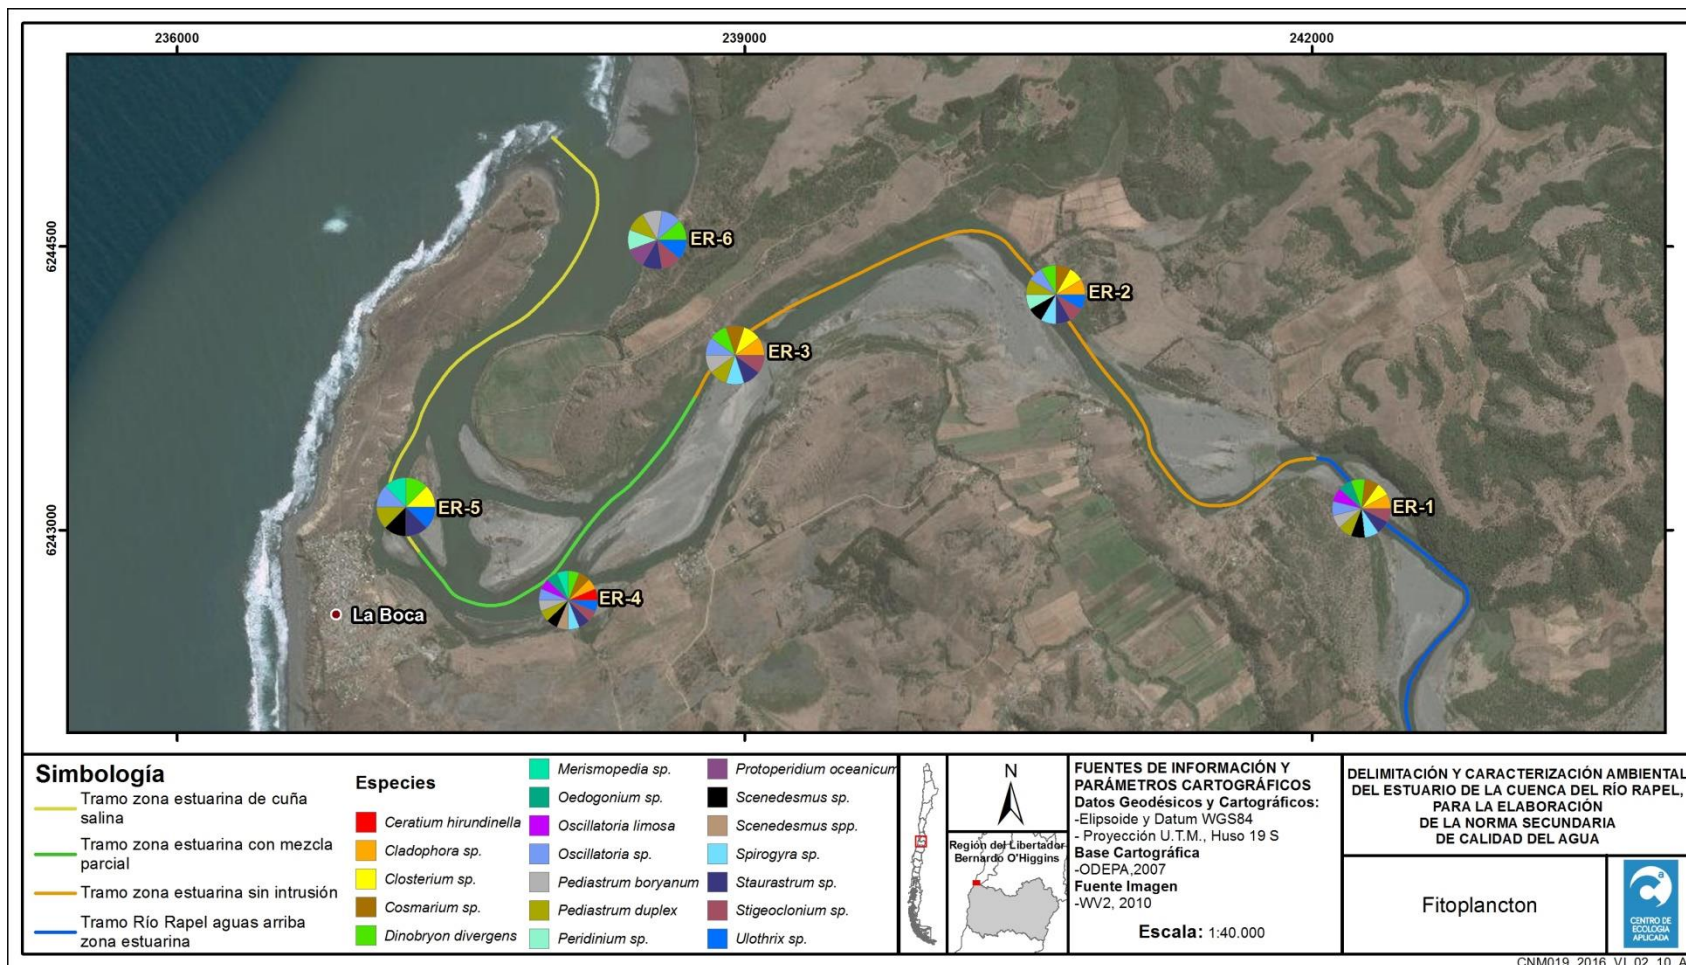 236000
239000
242000
6244500
6243000
6244500
6243000
ER-6
ER-2
ER-3
ER-5
ER-1
ER-4
La Boca
Simbología
Tramo zona estuarina de cuña
salina
Tramo zona estuarina con mezcla
parcial
Tramo zona estuarina sin intrusión
Tramo Río Rapel aguas arriba
zona estuarina
Especies
Ceratium hirundinella
Cladophora sp.
Closterium sp.
Cosmarium sp.
Dinobryon divergens
Merismopedia sp.
Oedogonium sp.
Oscillatoria limosa
Oscillatoria sp.
Pediastrum boryanum
Pediastrum duplex
Peridinium sp.
Protoperidium oceanicum
Scenedesmus sp.
Scenedesmus spp.
Spirogyra sp.
Staurastrum sp.
Stigeoclonium sp.
Ulothrix sp.
N
Región del Libertador
Bernardo O'Higgins
FUENTES DE INFORMACIÓN Y
PARÁMETROS CARTOGRÁFICOS
Datos Geodésicos y Cartográficos:
-Elipsoide y Datum WGS84
- Proyección U.T.M., Huso 19 S
Base Cartográfica
-ODEPA,2007
Fuente Imagen
-WV2, 2010
Escala: 1:40.000
DELIMITACIÓN Y CARACTERIZACIÓN AMBIENTAL
DEL ESTUARIO DE LA CUENCA DEL RÍO RAPEL,
PARA LA ELABORACIÓN
DE LA NORMA SECUNDARIA
DE CALIDAD DEL AGUA
Fitoplancton
a
CENTRO DE
ECOLOGÍA
APLICADA
CNM019_2016_VI_02_10_A